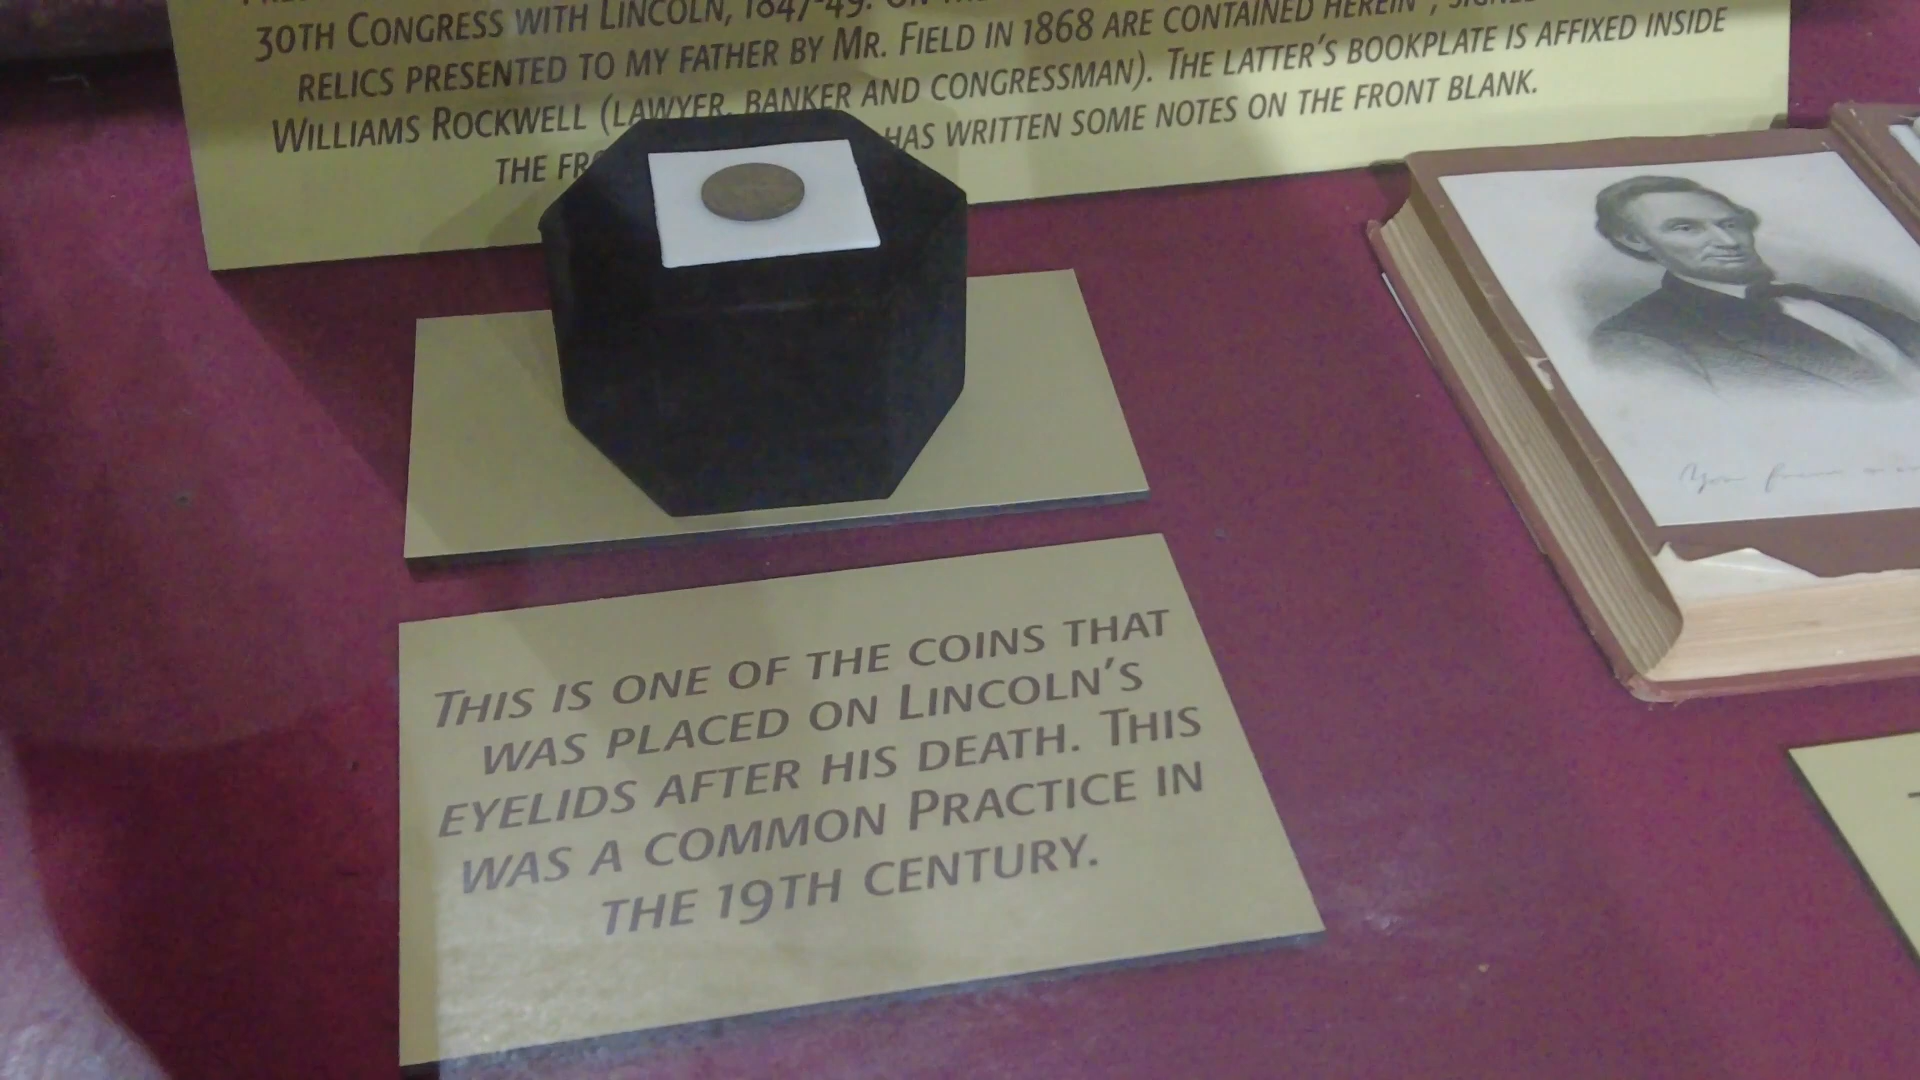 30TH CONGRESS WITH LINCOLN, 1847-49.
RELICS PRESENTED TO MY FATHER BY MR. FIELD IN 1868 ARE CONTAINED HEREIN",
WILLIAMS ROCKWELL (LAWYER, BANKER AND CONGRESSMAN). THE LATTER'S BOOKPLATE IS AFFIXED INSIDE
THE HAS WRITTEN SOME NOTES ON THE FRONT BLANK.
THIS IS ONE OF THE COINS THAT
WAS PLACED ON LINCOLN'S
EYELIDS AFTER HIS DEATH. THIS
WAS A COMMON PRACTICE IN
THE 19TH CENTURY.